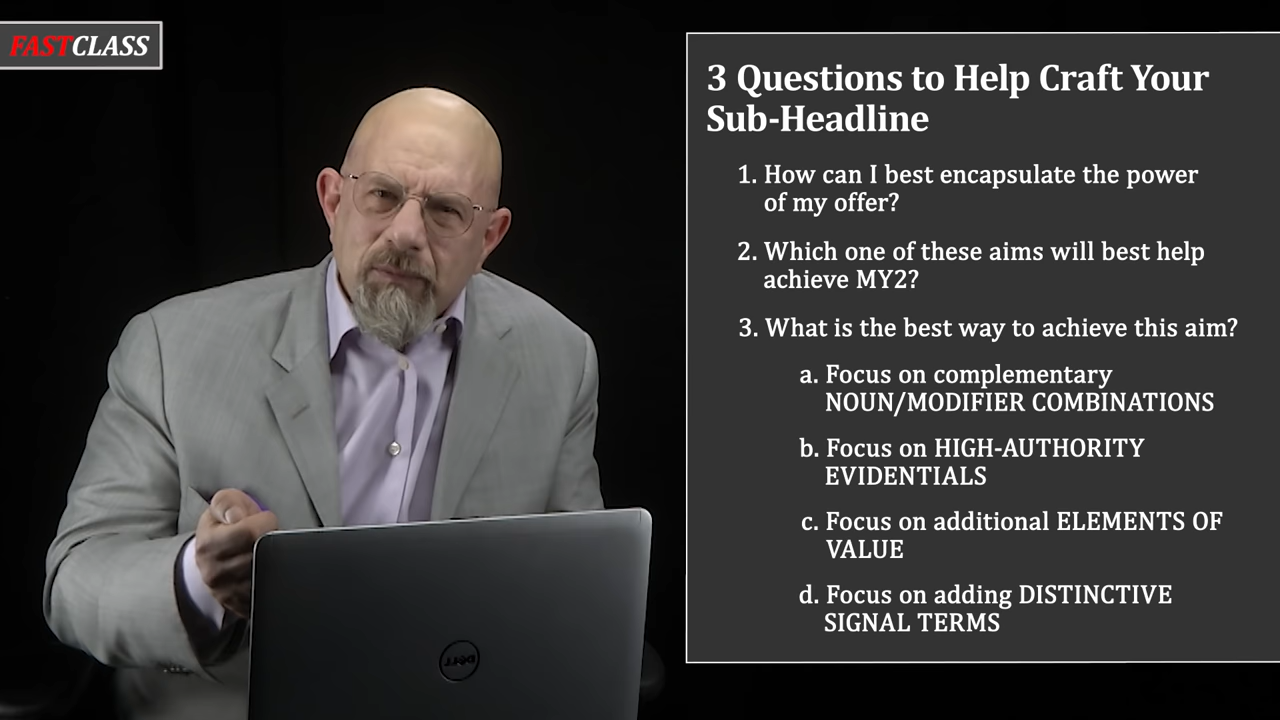 FASTCLASS
3 Questions to Help Craft Your
Sub-Headline
1. How can I best encapsulate the power
of my offer?
2. Which one of these aims will best help
achieve MY2?
3. What is the best way to achieve this aim?
a. Focus on complementary
NOUN/MODIFIER COMBINATIONS
b. Focus on HIGH-AUTHORITY
EVIDENTIALS
c. Focus on additional ELEMENTS OF
VALUE
d. Focus on adding DISTINCTIVE
SIGNAL TERMS
DELL